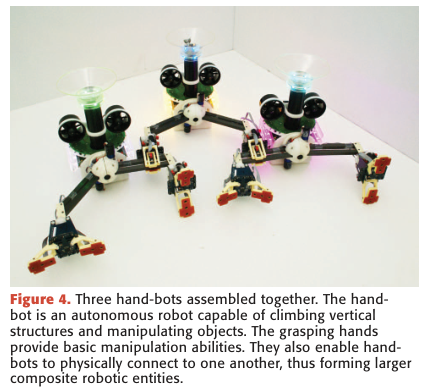 Figure 4. Three hand-bots assembled together. The hand-
bot is an autonomous robot capable of climbing vertical
structures and manipulating objects. The grasping hands
provide basic manipulation abilities. They also enable hand-
bots to physically connect to one another, thus forming larger
composite robotic entities.